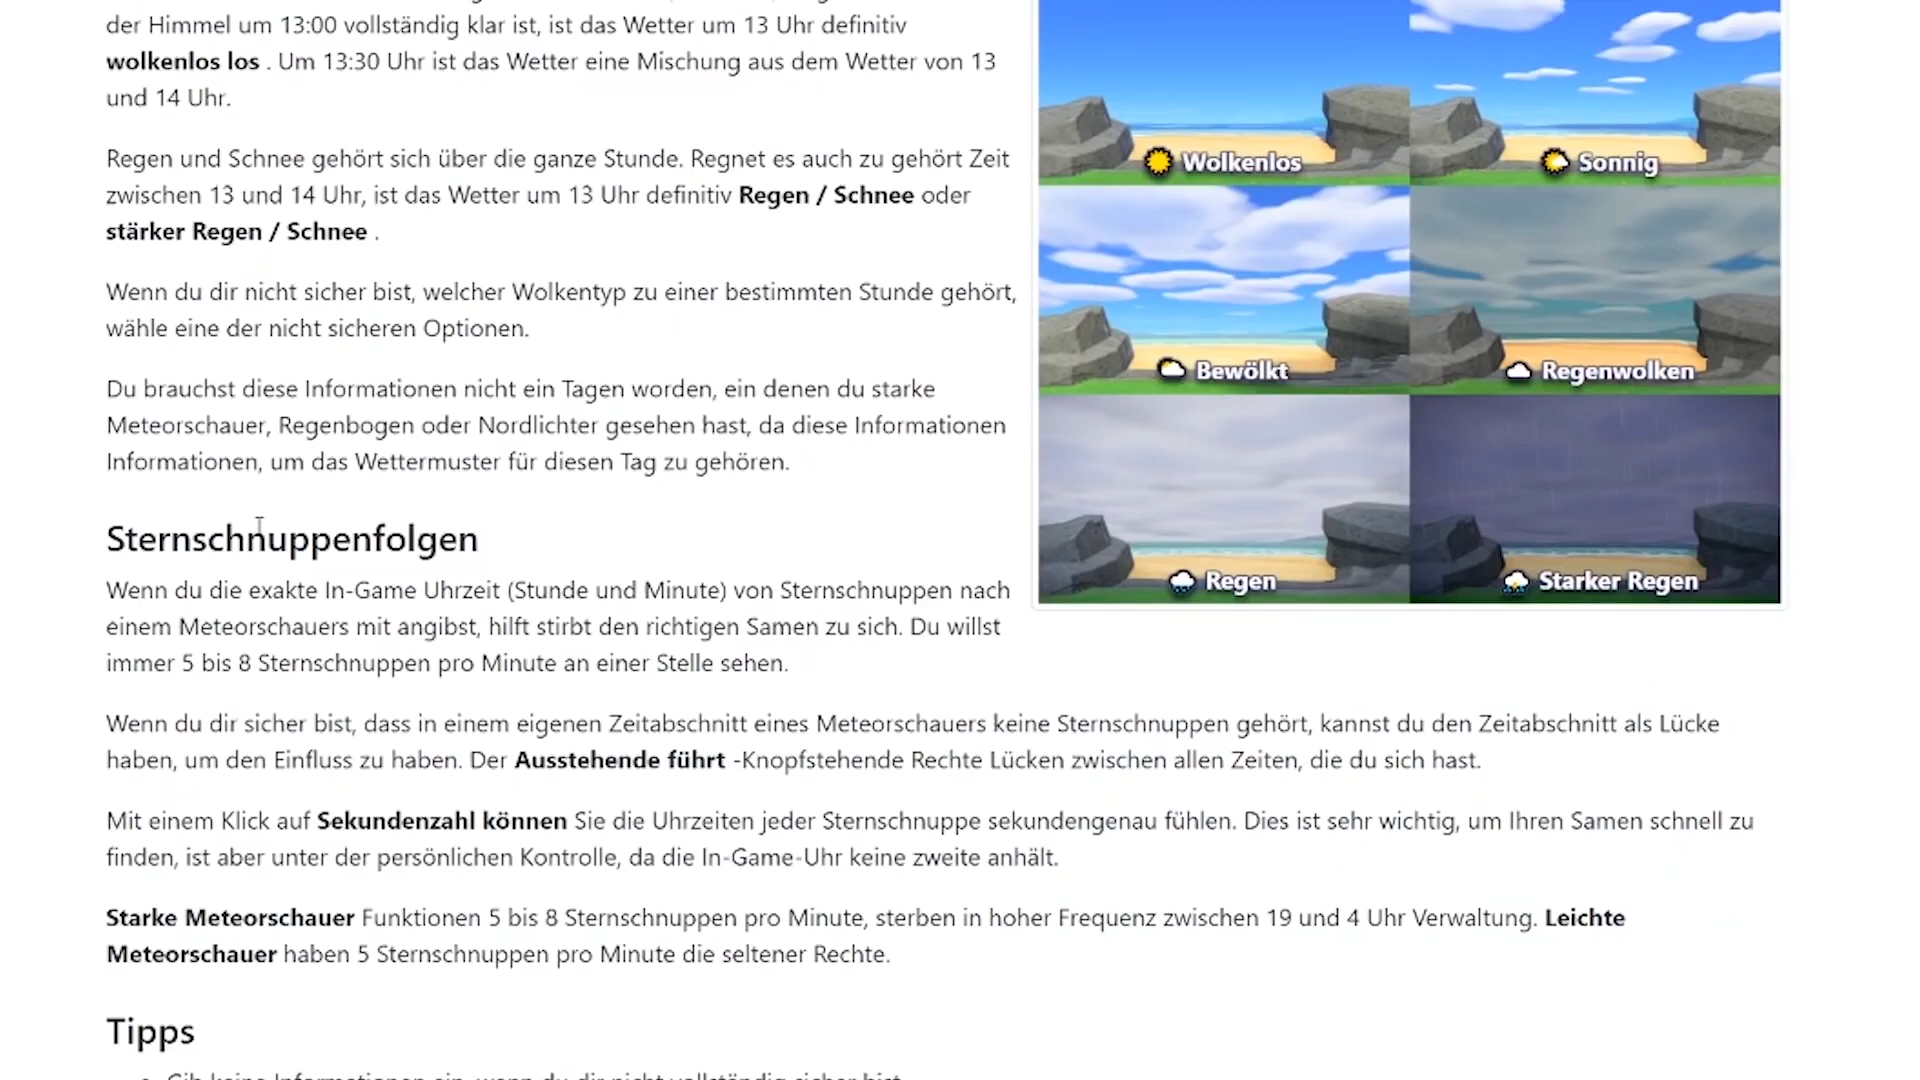 der Himmel um 13:00 vollständig klar ist, ist das Wetter um 13 Uhr definitiv
wolkenlos los . Um 13:30 Uhr ist das Wetter eine Mischung aus dem Wetter von 13
und 14 Uhr.
Regen und Schnee gehört sich über die ganze Stunde. Regnet es auch zu gehört Zeit
zwischen 13 und 14 Uhr, ist das Wetter um 13 Uhr definitiv Regen / Schnee oder
stärker Regen / Schnee .
Wenn du dir nicht sicher bist, welcher Wolkentyp zu einer bestimmten Stunde gehört,
wähle eine der nicht sicheren Optionen.
Du brauchst diese Informationen nicht ein Tagen worden, ein denen du starke
Meteorschauer, Regenbogen oder Nordlichter gesehen hast, da diese Informationen
Informationen, um das Wettermuster für diesen Tag zu gehören.
Wolkenlos
Sonnig
Bewölkt
Regenwolken
Regen
Starker Regen
Sternschnuppenfolgen
Wenn du die exakte In-Game Uhrzeit (Stunde und Minute) von Sternschnuppen nach
einem Meteorschauers mit angibst, hilft stirbt den richtigen Samen zu sich. Du willst
immer 5 bis 8 Sternschnuppen pro Minute an einer Stelle sehen.
Wenn du dir sicher bist, dass in einem eigenen Zeitabschnitt eines Meteorschauers keine Sternschnuppen gehört, kannst du den Zeitabschnitt als Lücke
haben, um den Einfluss zu haben. Der Ausstehende führt -Knopfstehende Rechte Lücken zwischen allen Zeiten, die du sich hast.
Mit einem Klick auf Sekundenzahl können Sie die Uhrzeiten jeder Sternschnuppe sekundengenau fühlen. Dies ist sehr wichtig, um Ihren Samen schnell zu
finden, ist aber unter der persönlichen Kontrolle, da die In-Game-Uhr keine zweite anhält.
Starke Meteorschauer Funktionen 5 bis 8 Sternschnuppen pro Minute, sterben in hoher Frequenz zwischen 19 und 4 Uhr Verwaltung. Leichte
Meteorschauer haben 5 Sternschnuppen pro Minute die seltener Rechte.
Tipps
Gib keine Informationen ein, wenn du dir nicht vollständig sicher bist